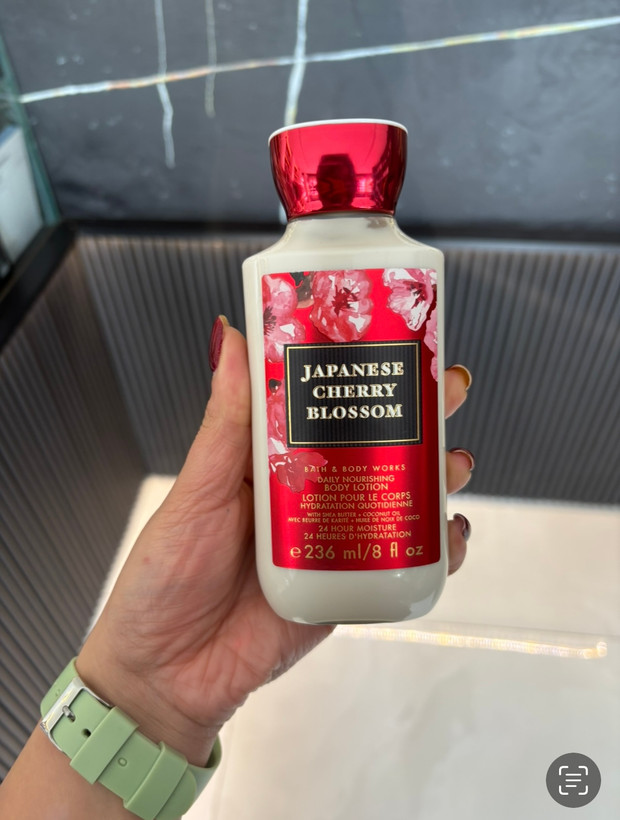 JAPANESE
CHERRY
BLOSSOM
BATH & BODY WORKS
DAILY NOURISHING
BODY LOTION
LOTION POUR LE CORPS
HYDRATATION QUOTIDIENNE
WITH SHEA BUTTER + COCONUT OIL
AVEC BEURRE DE KARITÉ + HUILE DE NOIX DE COCO
24 HOUR MOISTURE
24 HEURES D'HYDRATATION
e 236 ml/8 fl oz